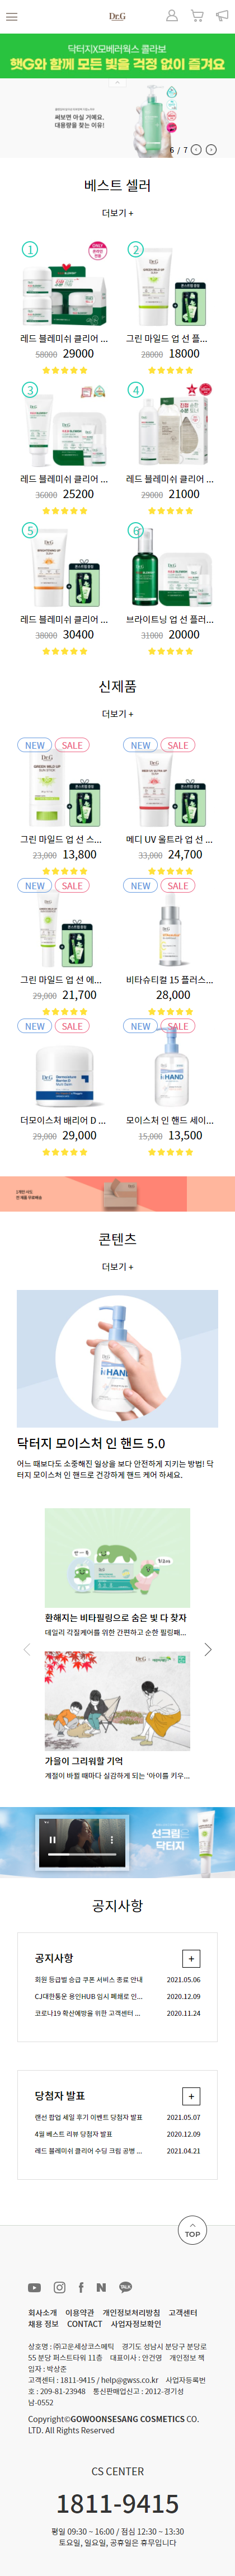 Dr.G
닥터지X모베러웍스 콜라보
햇G와 함께 모든 빛을 걱정 없이 즐겨요
써보면 아실 거예요.
대용량을 찾는 이유!
6 / 7
베스트 셀러
더보기 +
1
2
레드 블레미쉬 클리어 ...
그린 마일드 업 선 플...
58000 29000
28000 18000
3
4
레드 블레미쉬 클리어 ...
레드 블레미쉬 클리어 ...
36000 25200
29000 21000
5
6
레드 블레미쉬 클리어 ...
브라이트닝 업 선 플러...
38000 30400
31000 20000
신제품
더보기 +
NEW SALE
NEW SALE
그린 마일드 업 선 스...
메디 UV 울트라 업 선 ...
23,000 13,800
33,000 24,700
NEW SALE
NEW SALE
그린 마일드 업 선 에...
비타슈티컬 15 플러스...
29,000 21,700
28,000
NEW SALE
NEW SALE
더모이스처 배리어 D ...
모이스처 인 핸드 세이...
29,000 29,000
15,000 13,500
콘텐츠
더보기 +
Dr.G
in HAND
닥터지 모이스처 인 핸드 5.0
어느 때보다도 소중해진 일상을 보다 안전하게 지키는 방법! 닥
터지 모이스처 인 핸드로 건강하게 핸드 케어 하세요.
환해지는 비타필링으로 숨은 빛 다 찾자
데일리 각질케어를 위한 간편하고 순한 필링패...
Dr.G
가을이 그리워할 기억
계절이 바뀔 때마다 실감하게 되는 '아이들 키우...
선크림은
닥터지
공지사항
공지사항
+
회원 등급별 승급 쿠폰 서비스 종료 안내 2021.05.06
CJ대한통운 용인HUB 임시 폐쇄로 인... 2020.12.09
코로나19 확산예방을 위한 고객센터 ... 2020.11.24
당첨자 발표
+
랜선 팝업 세일 후기 이벤트 당첨자 발표 2021.05.07
4월 베스트 리뷰 당첨자 발표 2020.12.09
레드 블레미쉬 클리어 수딩 크림 공병 ... 2021.04.21
TOP
TALK
회사소개 이용약관 개인정보처리방침 고객센터
채용 정보 CONTACT 사업자정보확인
상호명 : ㈜고운세상코스메틱 경기도 성남시 분당구 분당로
55 분당 퍼스트타워 11층 대표이사 : 안건영 개인정보 책
임자 : 박상준
고객센터 : 1811-9415 / help@gwss.co.kr 사업자등록번
호 : 209-81-23948 통신판매업신고 : 2012-경기성
남-0552
Copyright©GOWOONSESANG COSMETICS CO.
LTD. All Rights Reserved
CS CENTER
1811-9415
평일 09:30 ~ 16:00 / 점심 12:30 ~ 13:30
토요일, 일요일, 공휴일은 휴무입니다